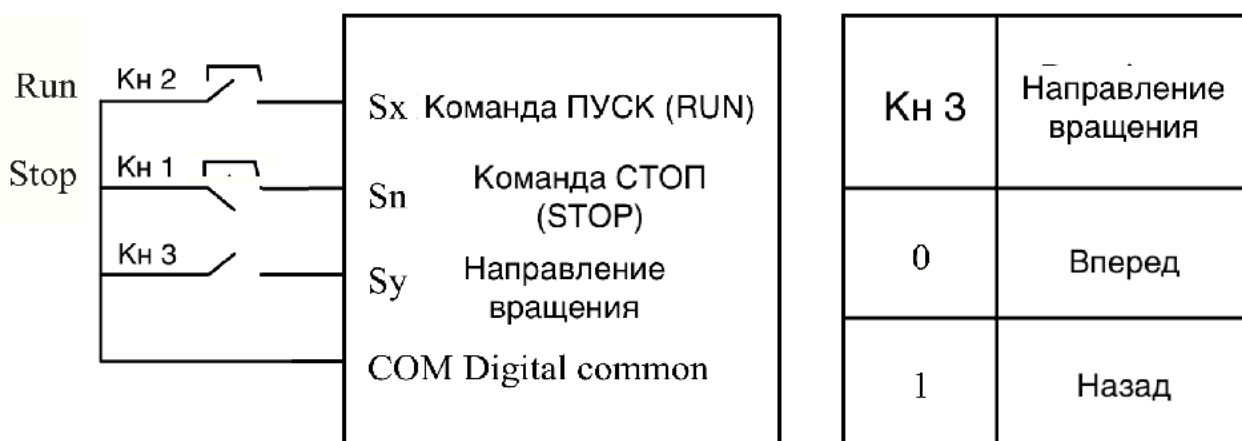 Run
Кн 2
Sx Команда ПУСК (RUN)
Stop
Кн 1
Sn
Команда СТОП
(STOP)
Кн 3
Sy
Направление
вращения
COM Digital common
Кн 3
Направление
вращения
0
Вперед
1
Назад